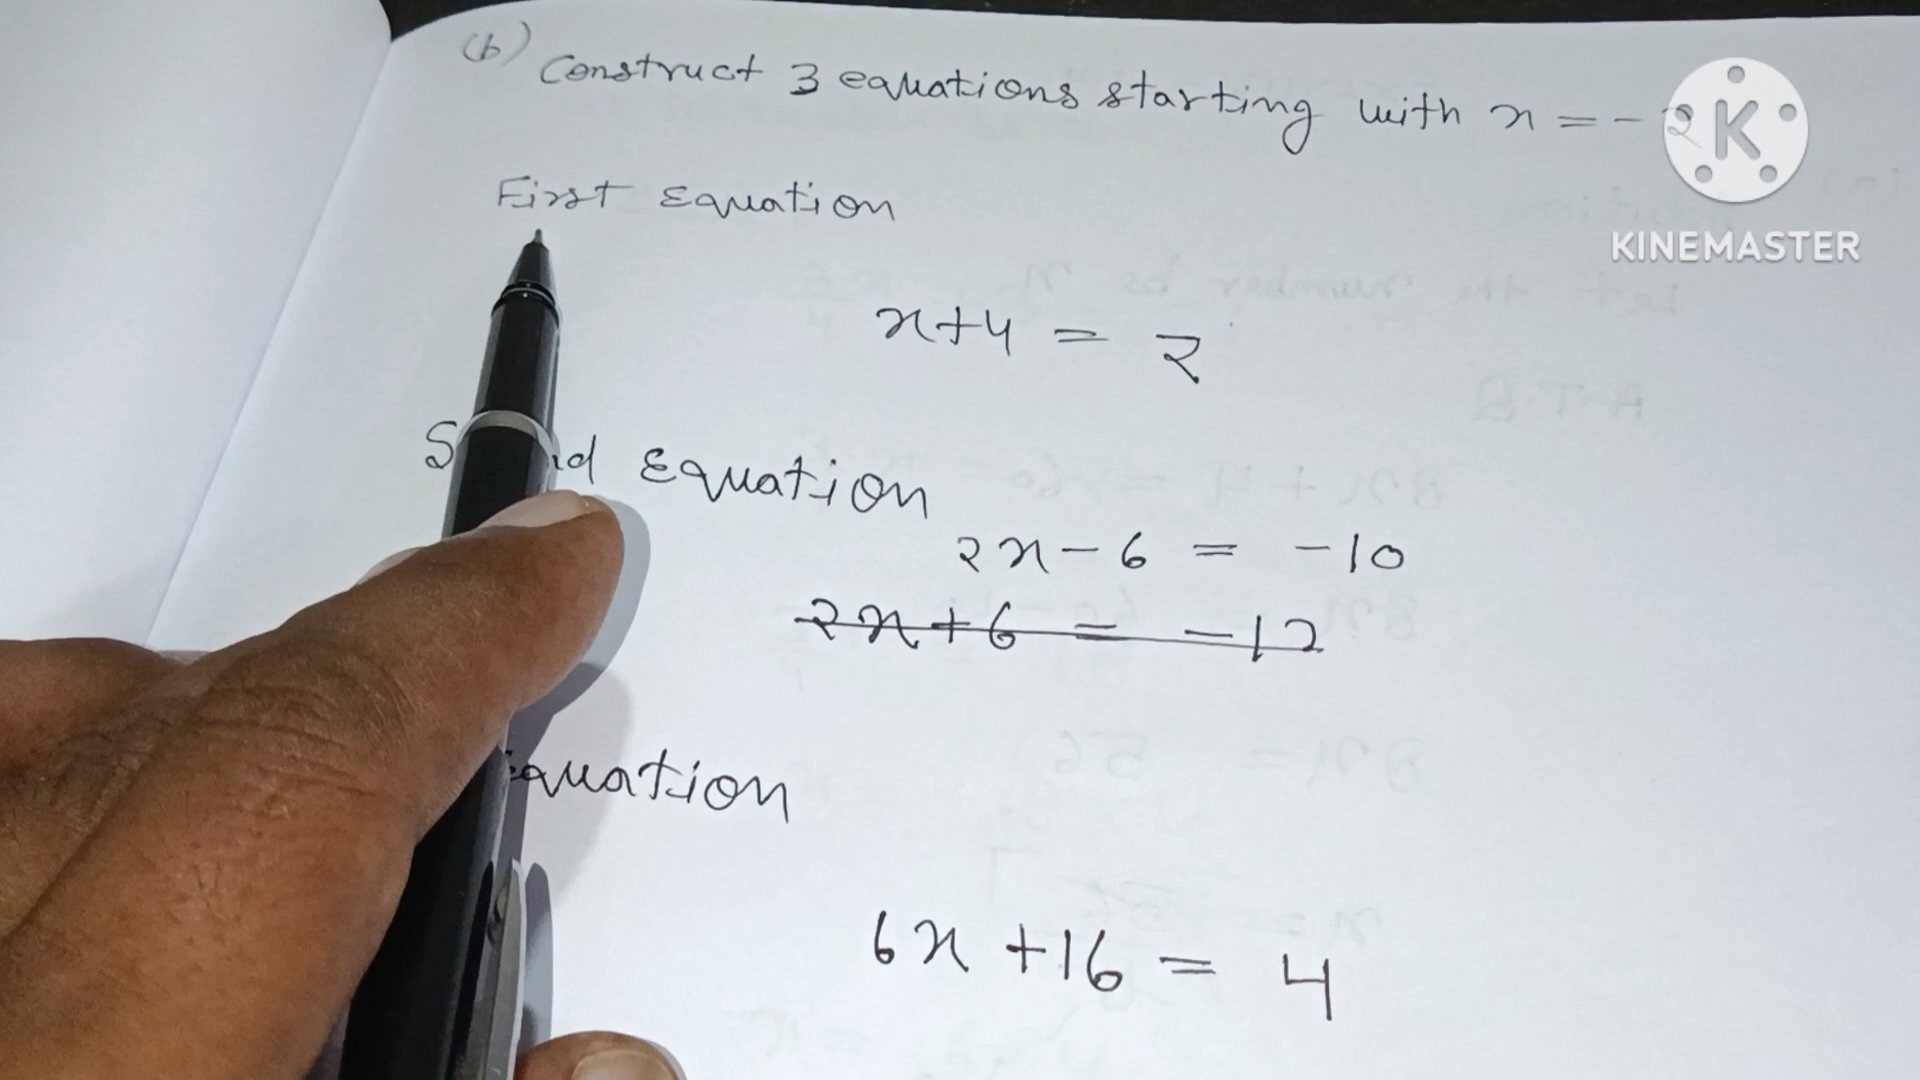 (b) Construct 3 equations starting with x = - 2
K
KINEMASTER
First Equation
x+4 = 2
Equation
2x - 6 = -10
2x + 6 = -12
Equation
6x + 16 = 4